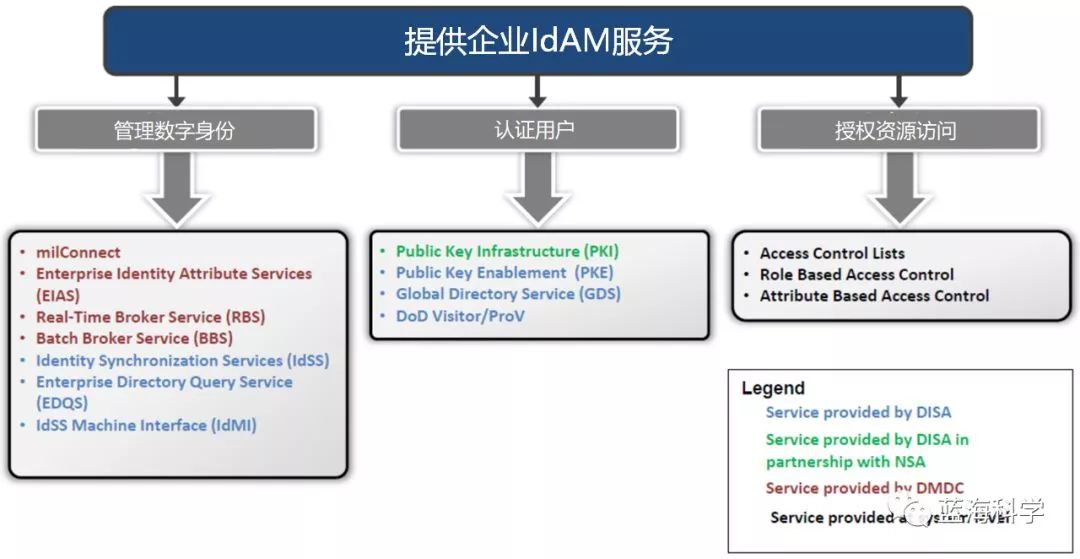 提供企业IdAM服务
管理数字身份
认证用户
授权资源访问
• milConnect
• Enterprise Identity Attribute Services
(EIAS)
• Real-Time Broker Service (RBS)
• Batch Broker Service (BBS)
• Identity Synchronization Services (IdSS)
• Enterprise Directory Query Service
(EDQS)
• IdSS Machine Interface (IdMI)
• Public Key Infrastructure (PKI)
• Public Key Enablement (PKE)
• Global Directory Service (GDS)
• DoD Visitor/ProV
• Access Control Lists
• Role Based Access Control
• Attribute Based Access Control
Legend
Service provided by DISA
Service provided by DISA in
partnership with NSA
Service provided by DMDC
Service provided
蓝海科学